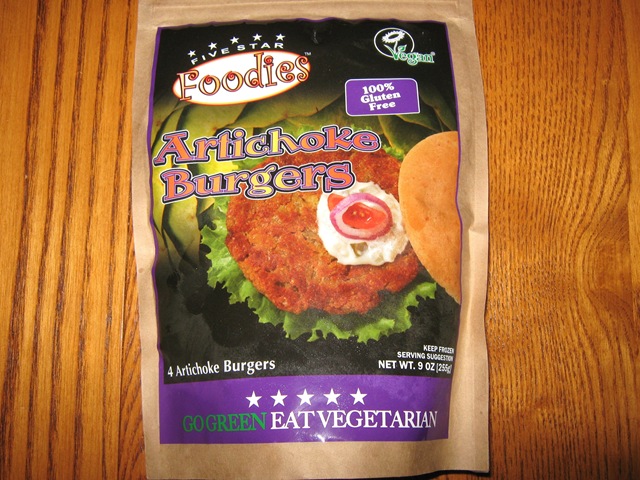 FIVE STAR
Foodies™
Vegan
100%
Gluten
Free
Artichoke
Burgers
KEEP FROZEN
SERVING SUGGESTION
4 Artichoke Burgers
NET WT. 9 OZ (255g)
GO GREEN EAT VEGETARIAN